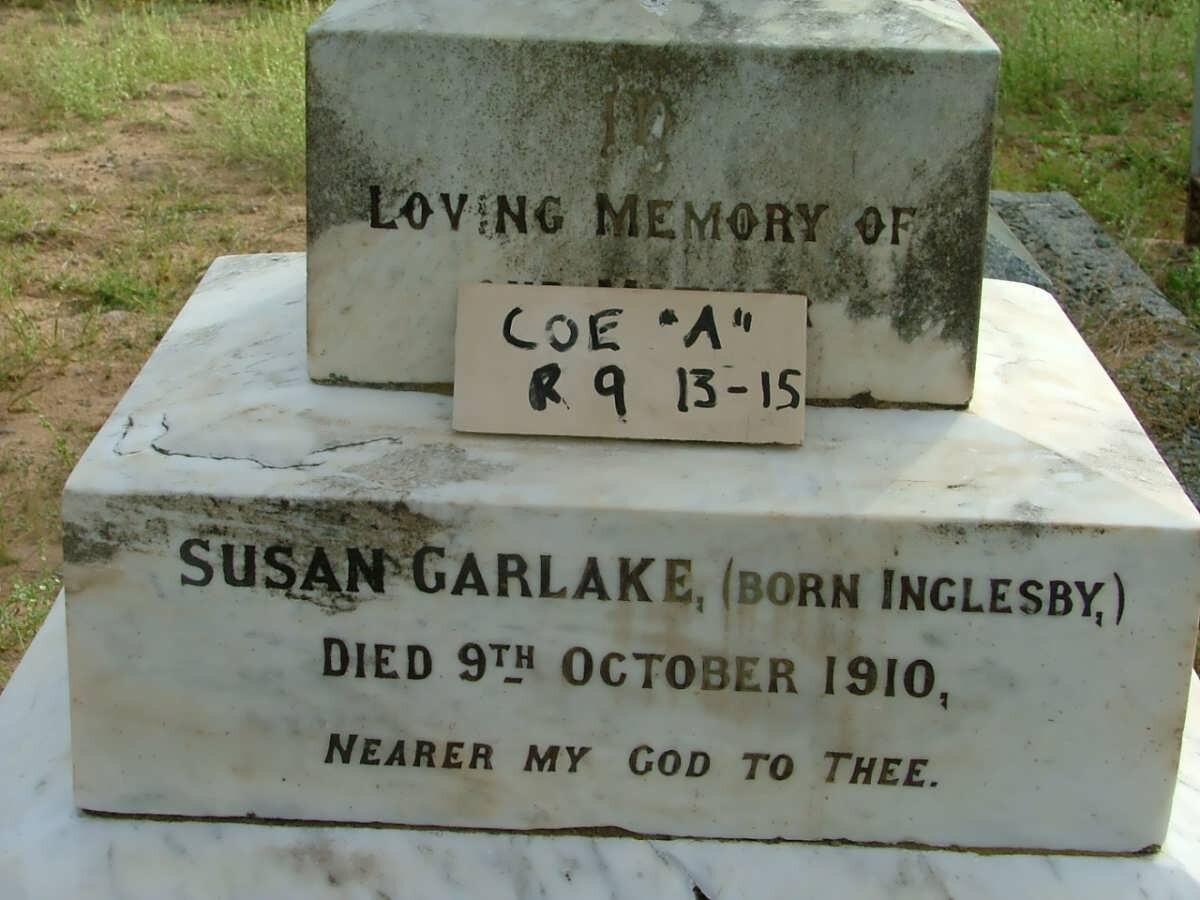 In
LOVING MEMORY OF
COE "A"
R 9 13-15
SUSAN GARLAKE, (BORN INGLESBY,)
DIED 9TH OCTOBER 1910,
NEARER MY GOD TO THEE.